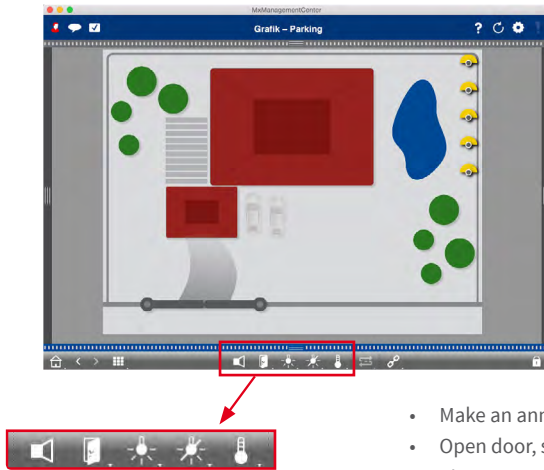 MxManagementCenter
Grafik – Parking
?
• Make an ann
• Open door, s